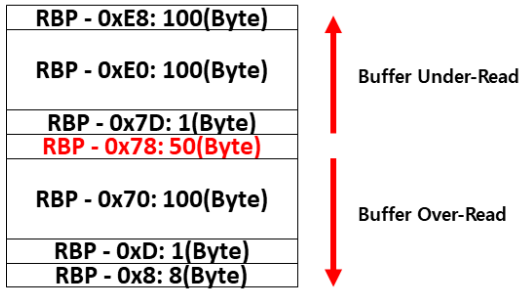 RBP - 0xE8: 100(Byte)
RBP - 0xE0: 100(Byte)
Buffer Under-Read
RBP - 0x7D: 1(Byte)
RBP - 0x78: 50(Byte)
RBP - 0x70: 100(Byte)
Buffer Over-Read
RBP - 0xD: 1(Byte)
RBP - 0x8: 8(Byte)